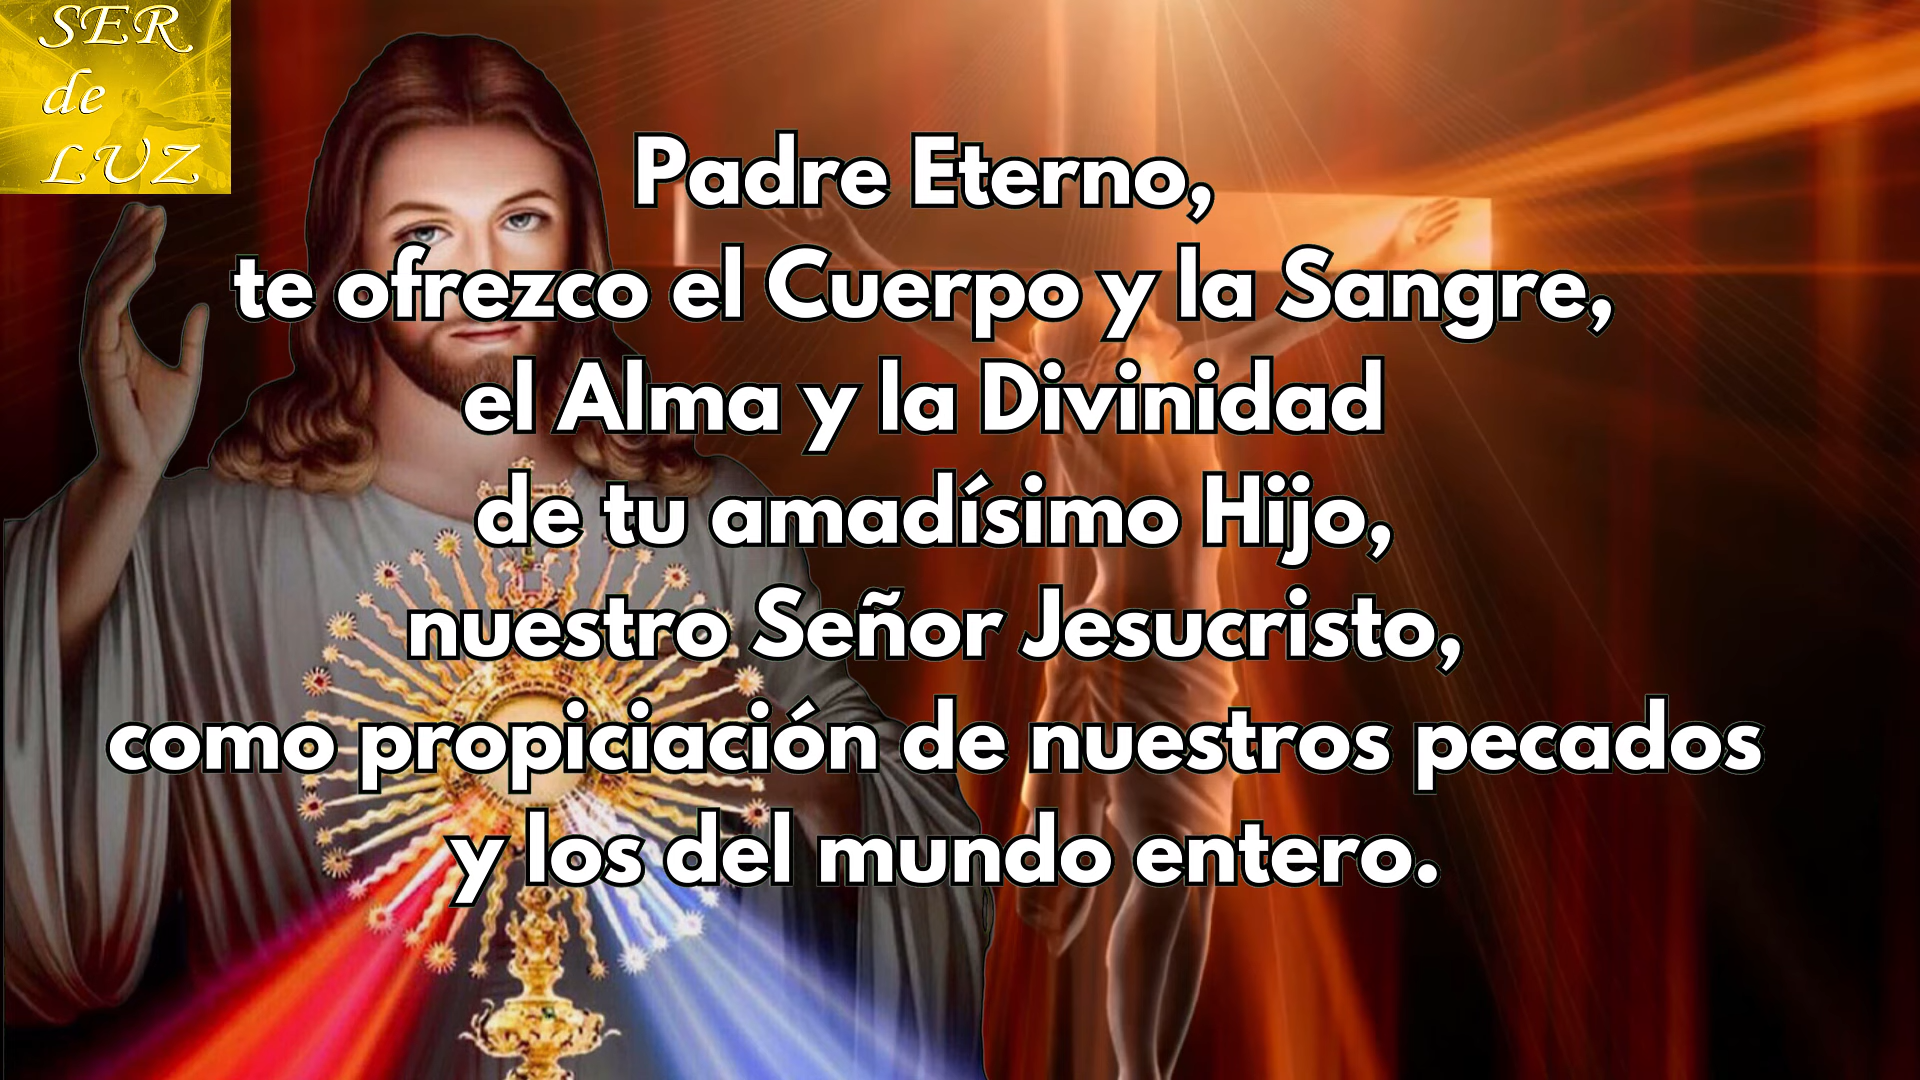 SER
de
LUZ
Padre Eterno,
te ofrezco el Cuerpo y la Sangre,
el Alma y la Divinidad
de tu amadísimo Hijo,
nuestro Señor Jesucristo,
como propiciación de nuestros pecados
y los del mundo entero.